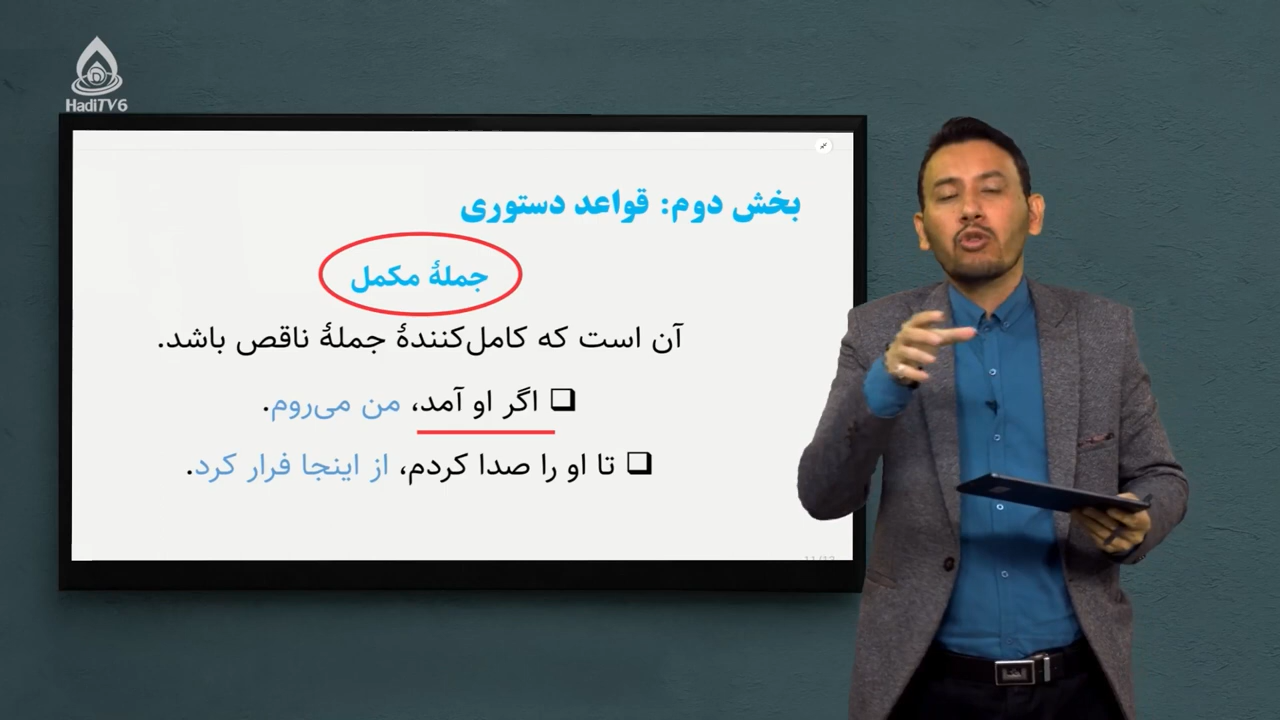 HadiTV6
بخش دوم: قواعد دستوری
جملهٔ مکمل
آن است که کامل‌کنندهٔ جملهٔ ناقص باشد.
❑ اگر او آمد، من می‌روم.
❑ تا او را صدا کردم، از اینجا فرار کرد.